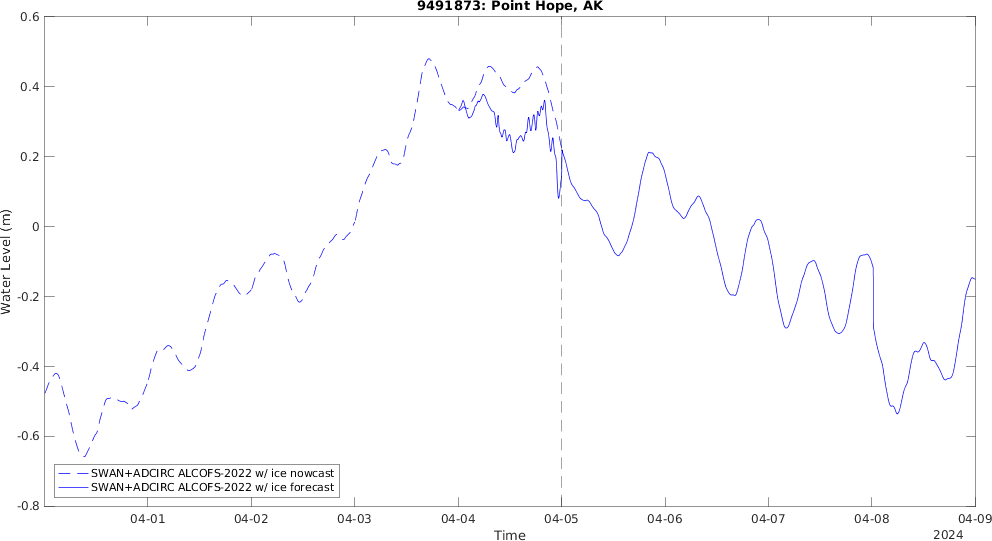 9491873: Point Hope, AK
Water Level (m)
0.6
0.4
0.2
0
-0.2
-0.4
-0.6
-0.8
SWAN+ADCIRC ALCOFS-2022 w/ ice nowcast
SWAN+ADCIRC ALCOFS-2022 w/ ice forecast
04-01 04-02 04-03 04-04 04-05 04-06 04-07 04-08 04-09
Time
2024